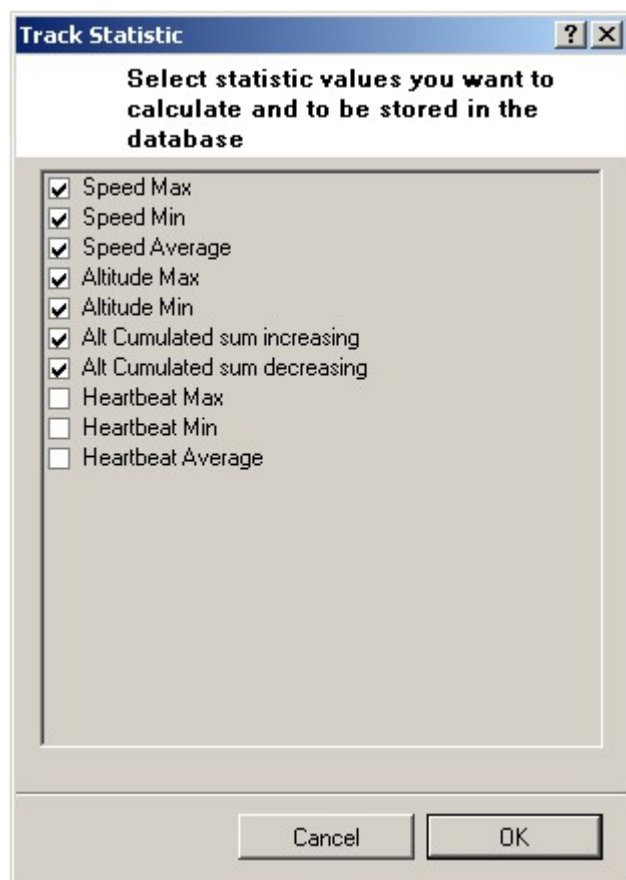 Track Statistic
Select statistic values you want to
calculate and to be stored in the
database
Speed Max
Speed Min
Speed Average
Altitude Max
Altitude Min
Alt Cumulated sum increasing
Alt Cumulated sum decreasing
Heartbeat Max
Heartbeat Min
Heartbeat Average
Cancel OK